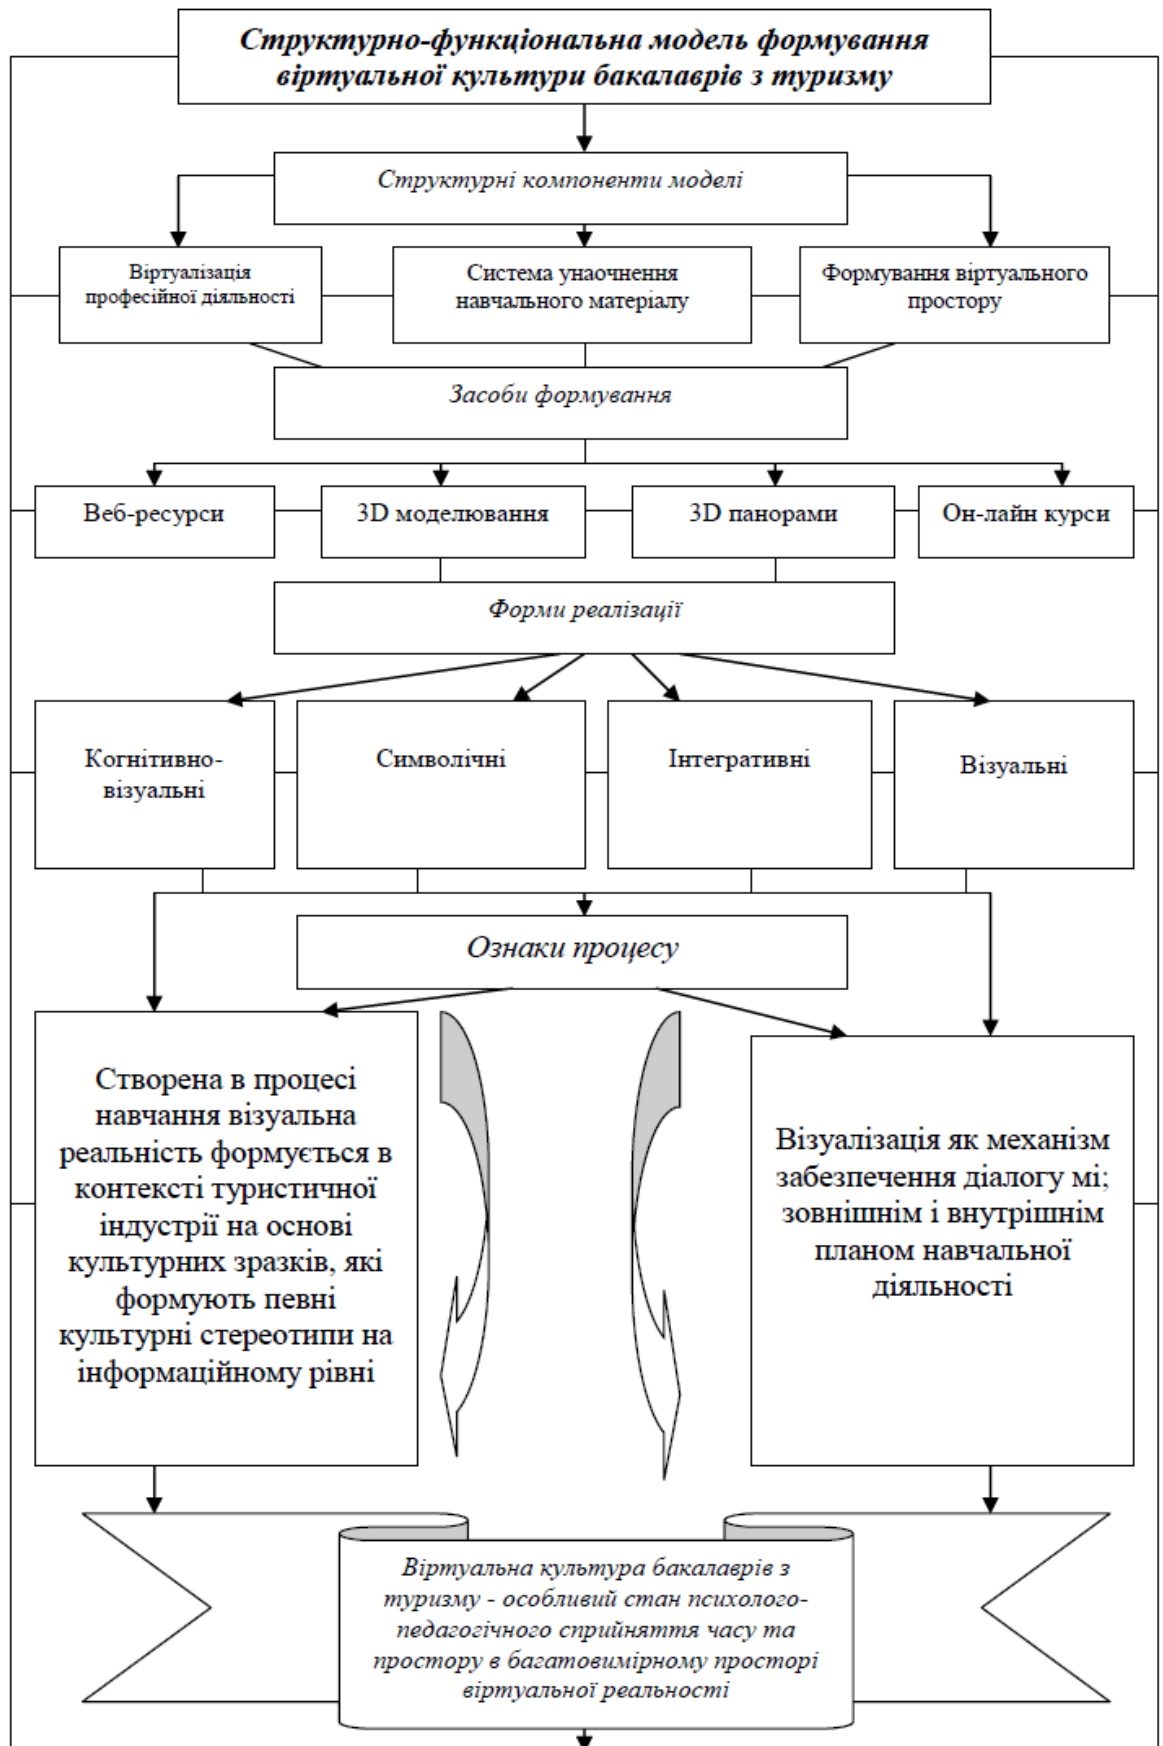 Структурно-функціональна модель формування
віртуальної культури бакалаврів з туризму
Структурні компоненти моделі
Віртуалізація
професійної діяльності
Система унаочнення
навчального матеріалу
Формування віртуального
простору
Засоби формування
Веб-ресурси
3D моделювання
3D панорами
Он-лайн курси
Форми реалізації
Когнітивно-
візуальні
Символічні
Інтегративні
Візуальні
Ознаки процесу
Створена в процесі
навчання візуальна
реальність формується в
контексті туристичної
індустрії на основі
культурних зразків, які
формують певні
культурні стереотипи на
інформаційному рівні
Візуалізація як механізм
забезпечення діалогу мі;
зовнішнім і внутрішнім
планом навчальної
діяльності
Віртуальна культура бакалаврів з
туризму - особливий стан психолого-
педагогічного сприйняття часу та
простору в багатовимірному просторі
віртуальної реальності